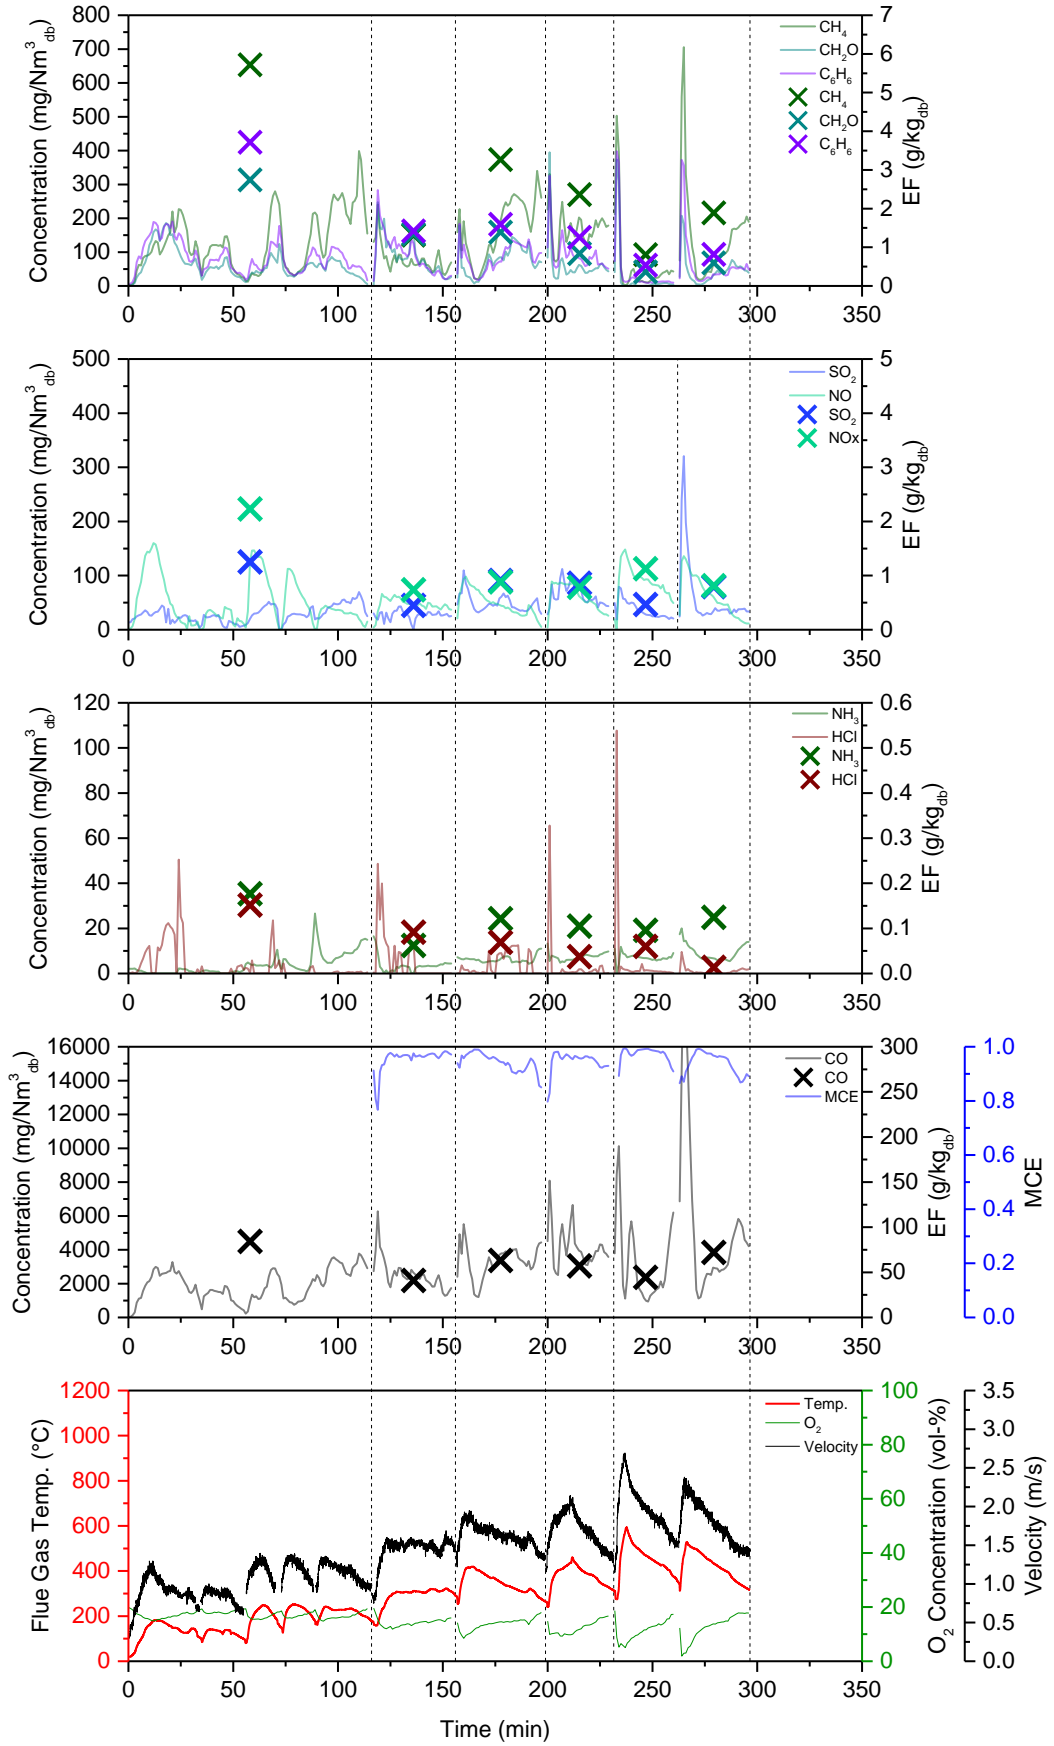 800
700
600
500
400
300
200
100
0
Concentration (mg/Nm³db)
7
6
5
4
3
2
1
0
EF (g/kgdb)
CH₄
CH₂O
C₆H₆
CH₄
CH₂O
C₆H₆
0 50 100 150 200 250 300 350
500
400
300
200
100
0
Concentration (mg/Nm³db)
5
4
3
2
1
0
EF (g/kgdb)
SO₂
NO
SO₂
NOx
0 50 100 150 200 250 300 350
120
100
80
60
40
20
0
Concentration (mg/Nm³db)
0.6
0.5
0.4
0.3
0.2
0.1
0.0
EF (g/kgdb)
NH₃
HCl
NH₃
HCl
0 50 100 150 200 250 300 350
16000
14000
12000
10000
8000
6000
4000
2000
0
Concentration (mg/Nm³db)
300
250
200
150
100
50
0
EF (g/kgdb)
1.0
0.8
0.6
0.4
0.2
0.0
MCE
CO
CO
MCE
0 50 100 150 200 250 300 350
1200
1000
800
600
400
200
0
Flue Gas Temp. (°C)
100
80
60
40
20
0
O₂ Concentration (vol-%)
3.5
3.0
2.5
2.0
1.5
1.0
0.5
0.0
Velocity (m/s)
Temp.
O₂
Velocity
0 50 100 150 200 250 300 350
Time (min)